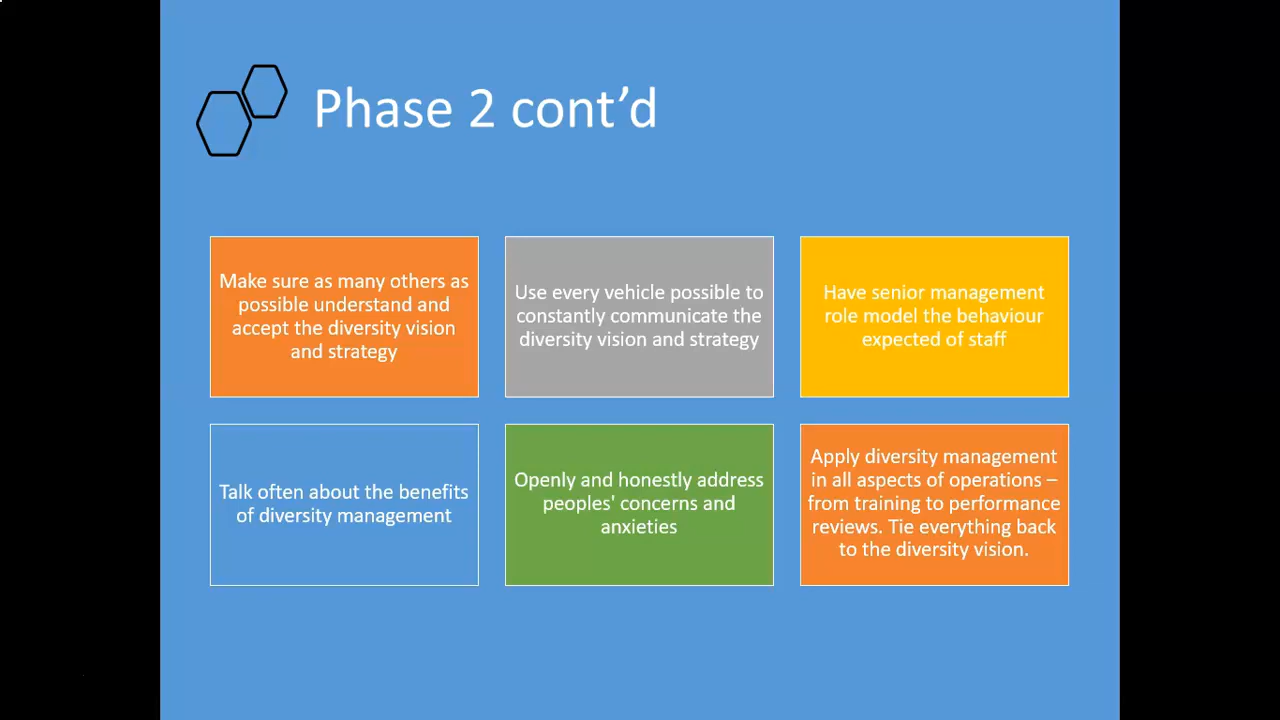 Phase 2 cont’d
Make sure as many others as
possible understand and
accept the diversity vision
and strategy
Use every vehicle possible to
constantly communicate the
diversity vision and strategy
Have senior management
role model the behaviour
expected of staff
Talk often about the benefits
of diversity management
Openly and honestly address
peoples' concerns and
anxieties
Apply diversity management
in all aspects of operations –
from training to performance
reviews. Tie everything back
to the diversity vision.